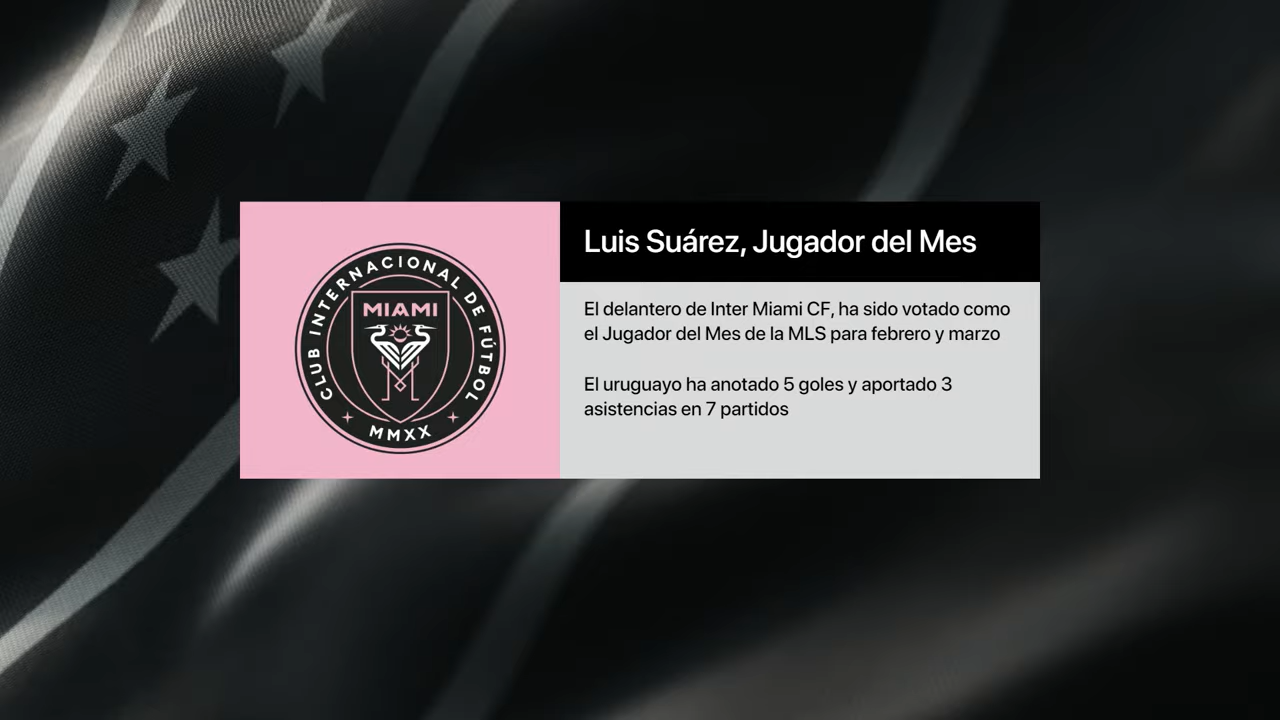 CLUB INTERNACIONAL DE FÚTBOL
MIAMI
MMXX
Luis Suárez, Jugador del Mes
El delantero de Inter Miami CF, ha sido votado como
el Jugador del Mes de la MLS para febrero y marzo
El uruguayo ha anotado 5 goles y aportado 3
asistencias en 7 partidos